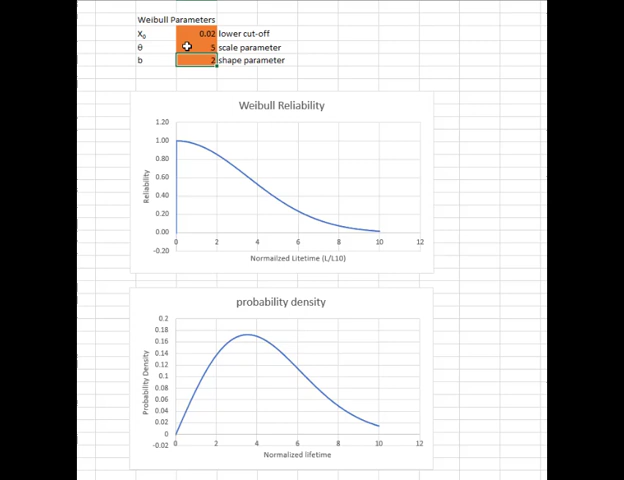 Weibull Parameters
X₀ 0.02 lower cut-off
θ 5 scale parameter
b 2 shape parameter
Weibull Reliability
1.20
1.00
0.80
0.60
0.40
0.20
0.00
-0.20
Reliability
0 2 4 6 8 10 12
Normailzed Litetime (L/L10)
probability density
0.2
0.18
0.16
0.14
0.12
0.1
0.08
0.06
0.04
0.02
0
-0.02
Probability Density
0 2 4 6 8 10 12
Normalized lifetime